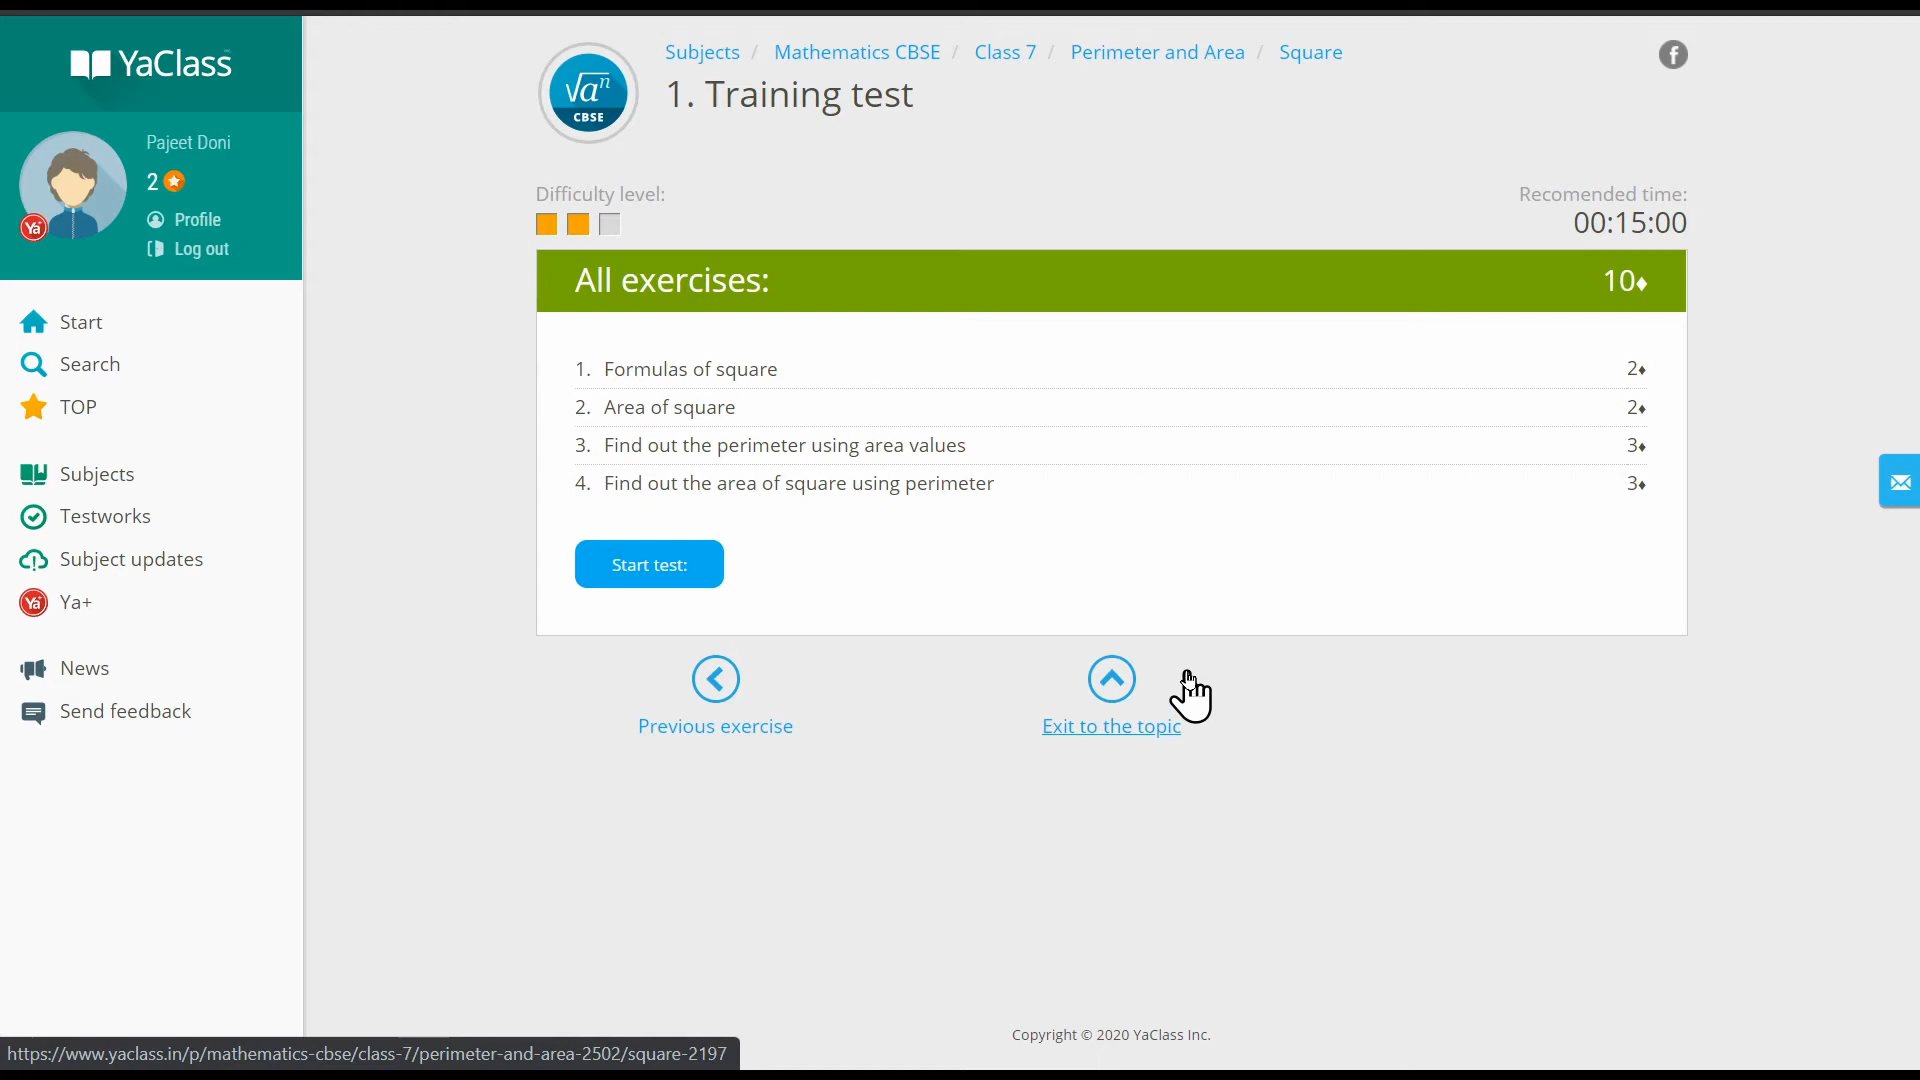 YaClass
Pajeet Doni
2
Profile
Log out
Ya+
Start
Search
TOP
Subjects
Testworks
Subject updates
Ya+
Ya+
News
Send feedback
Subjects / Mathematics CBSE / Class 7 / Perimeter and Area / Square
√aⁿ
CBSE
1. Training test
f
Difficulty level:
Recomended time:
00:15:00
All exercises: 10♦
1. Formulas of square 2♦
2. Area of square 2♦
3. Find out the perimeter using area values 3♦
4. Find out the area of square using perimeter 3♦
Start test:
Previous exercise
Exit to the topic
Copyright © 2020 YaClass Inc.
https://www.yaclass.in/p/mathematics-cbse/class-7/perimeter-and-area-2502/square-2197